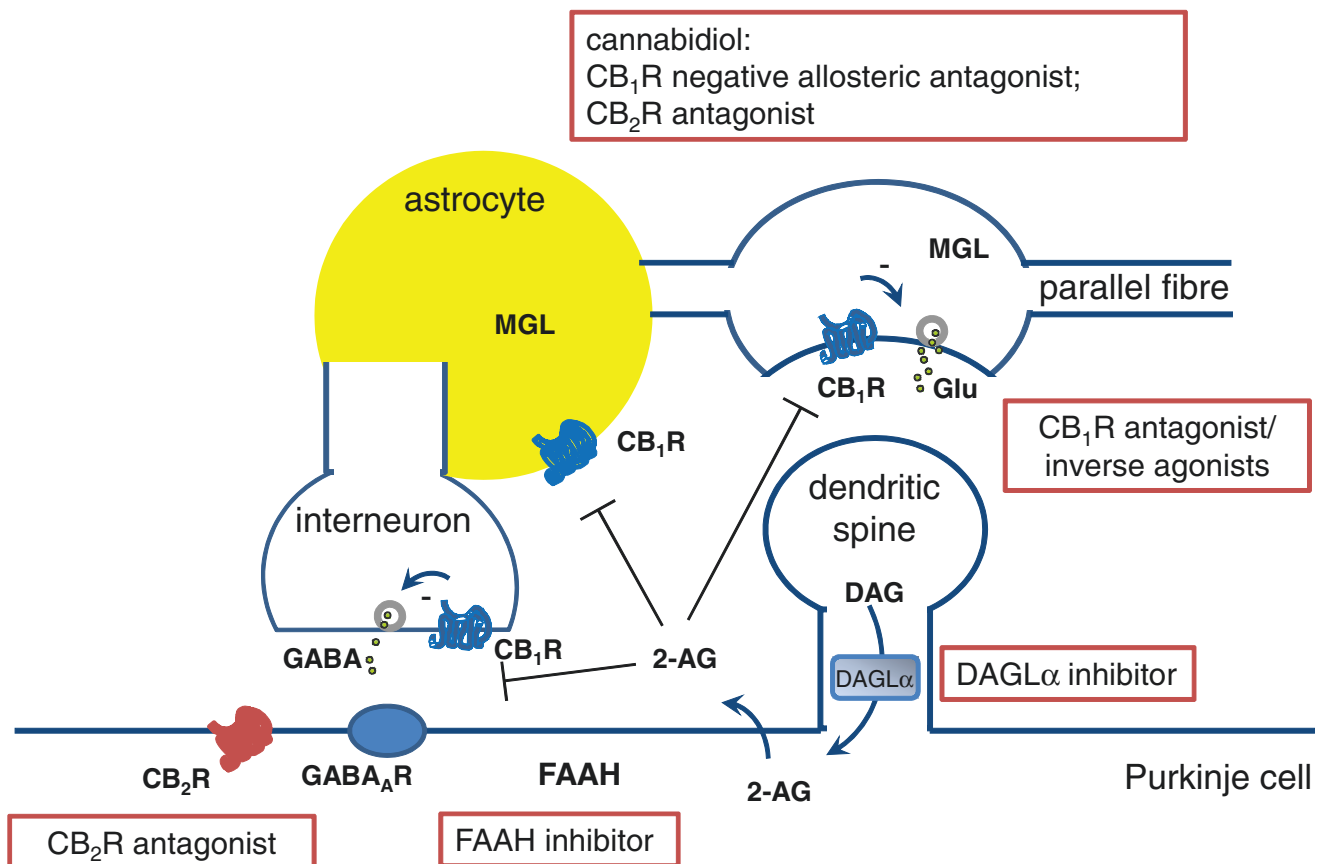 cannabidiol:
CB₁R negative allosteric antagonist;
CB₂R antagonist
astrocyte
MGL
-
MGL
parallel fibre
CB₁R
Glu
CB₁R
CB₁R antagonist/
inverse agonists
dendritic
spine
interneuron
-
DAG
GABA
CB₁R
2-AG
DAGLα
DAGLα inhibitor
CB₂R
GABA_AR
FAAH
2-AG
Purkinje cell
CB₂R antagonist
FAAH inhibitor